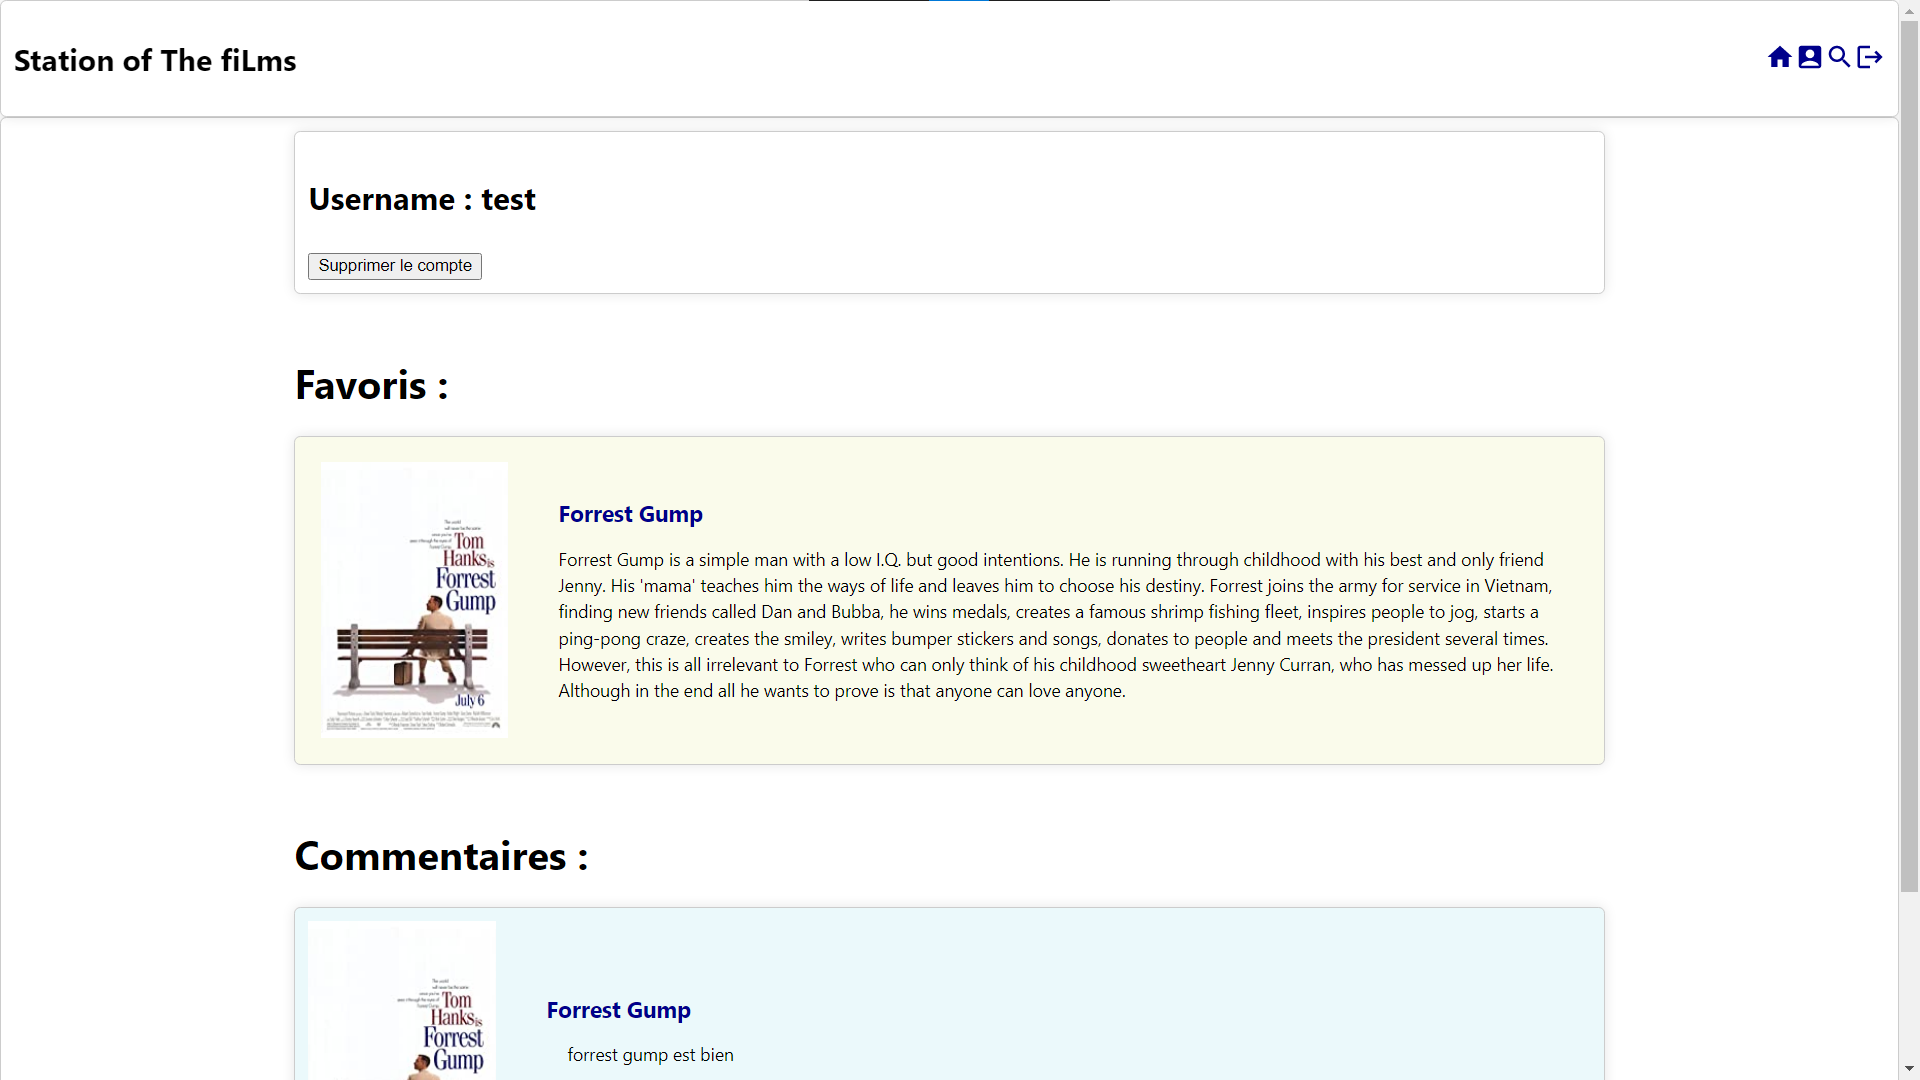 Station of The fiLms
Username : test
Supprimer le compte
Favoris :
Tom
Hanks is
Forrest
Gump
July 6
Forrest Gump
Forrest Gump is a simple man with a low I.Q. but good intentions. He is running through childhood with his best and only friend
Jenny. His 'mama' teaches him the ways of life and leaves him to choose his destiny. Forrest joins the army for service in Vietnam,
finding new friends called Dan and Bubba, he wins medals, creates a famous shrimp fishing fleet, inspires people to jog, starts a
ping-pong craze, creates the smiley, writes bumper stickers and songs, donates to people and meets the president several times.
However, this is all irrelevant to Forrest who can only think of his childhood sweetheart Jenny Curran, who has messed up her life.
Although in the end all he wants to prove is that anyone can love anyone.
Commentaires :
Tom
Hanks is
Forrest
Gump
Forrest Gump
forrest gump est bien